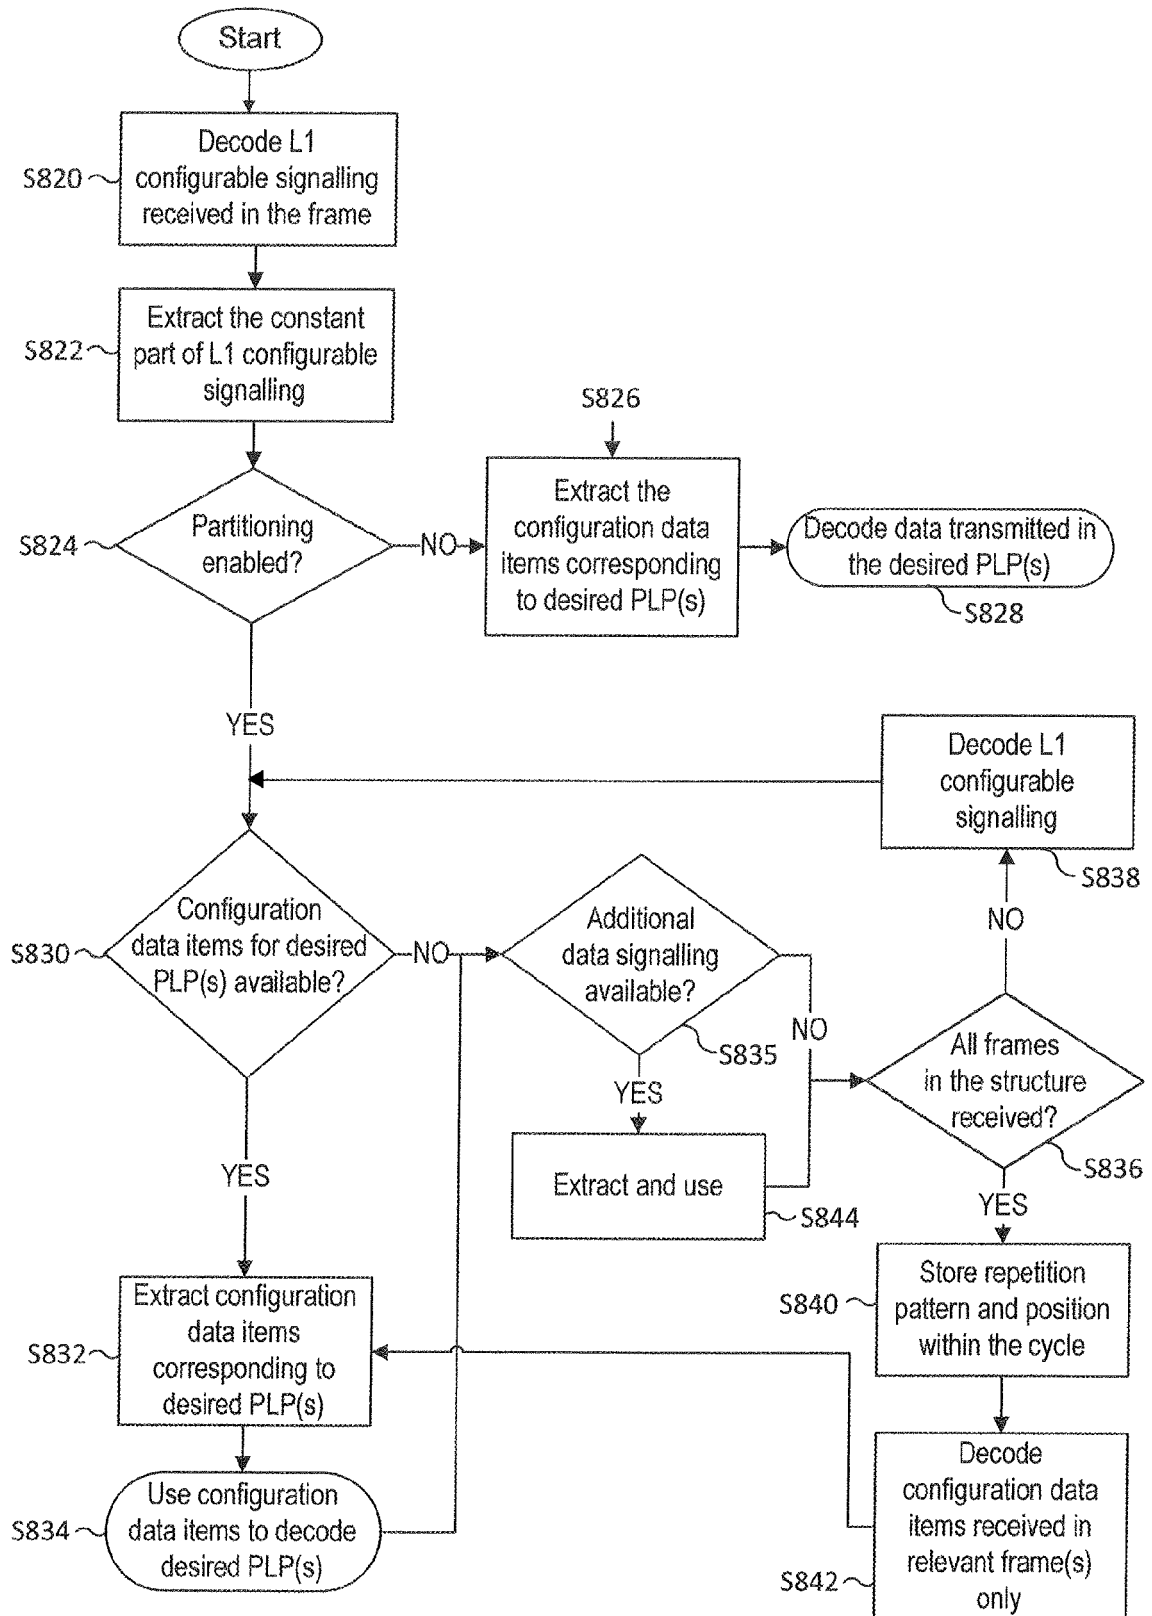 Start
Decode L1
configurable signalling
received in the frame
S820
Extract the constant
part of L1 configurable
signalling
S822
S826
Partitioning
enabled?
S824
NO
Extract the
configuration data
items corresponding
to desired PLP(s)
Decode data transmitted in
the desired PLP(s)
S828
YES
Decode L1
configurable
signalling
S838
NO
Configuration
data items for desired
PLP(s) available?
S830
NO
Additional
data signalling
available?
S835
NO
YES
All frames
in the structure
received?
S836
YES
Extract and use
S844
YES
Store repetition
pattern and position
within the cycle
S840
Extract configuration
data items
corresponding to
desired PLP(s)
S832
Use configuration
data items to decode
desired PLP(s)
S834
Decode
configuration data
items received in
relevant frame(s)
only
S842